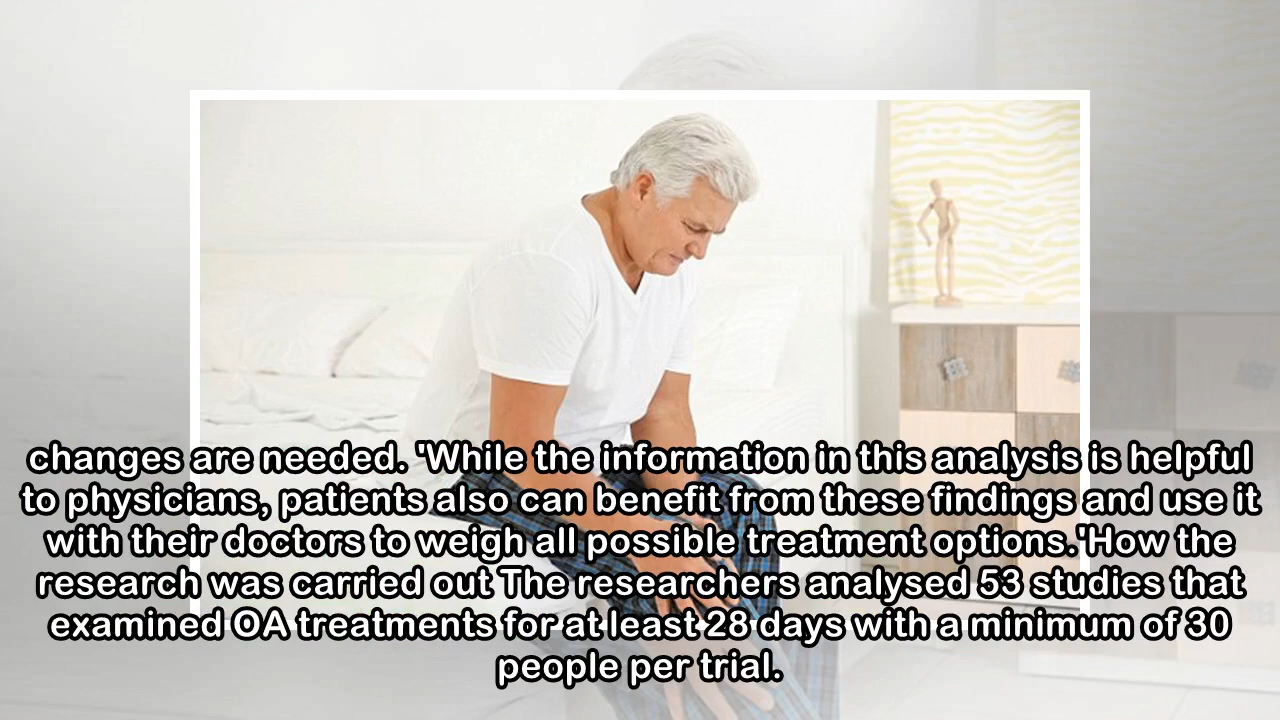 changes are needed. 'While the information in this analysis is helpful
to physicians, patients also can benefit from these findings and use it
with their doctors to weigh all possible treatment options.'How the
research was carried out The researchers analysed 53 studies that
examined OA treatments for at least 28 days with a minimum of 30
people per trial.